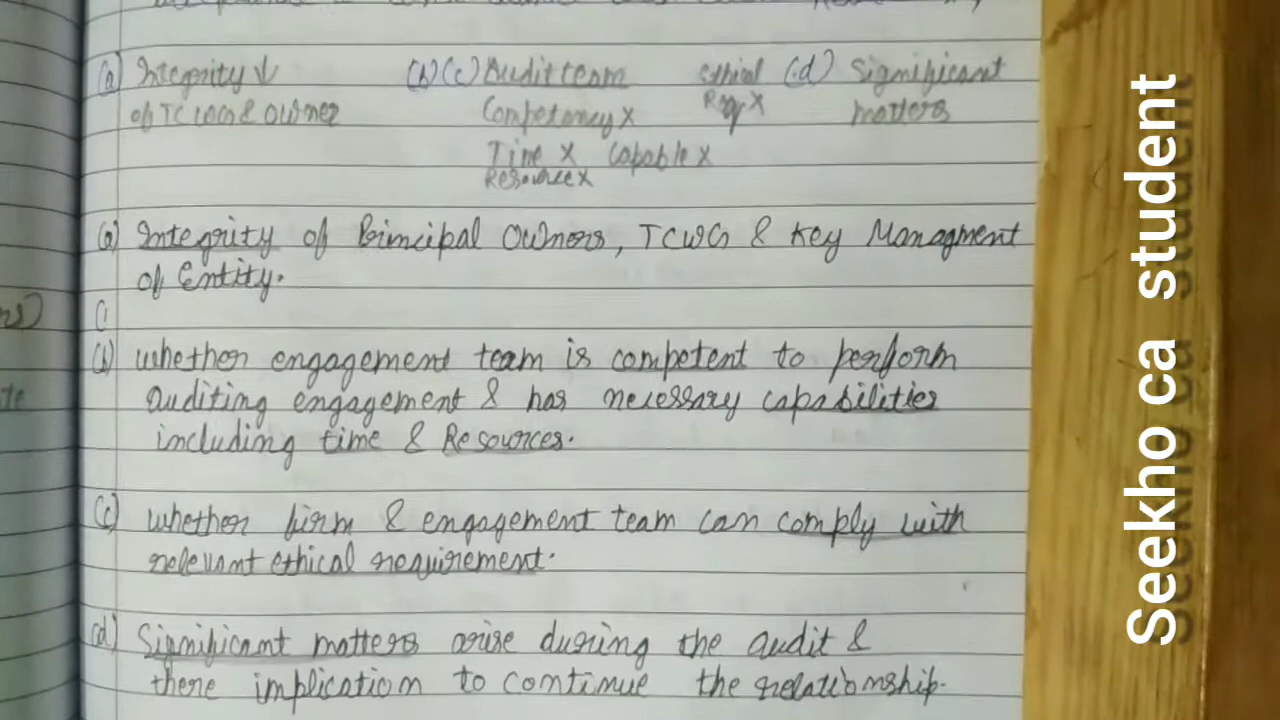 (a) Integrity ↓ (b)(c) Audit team Ethical (d) Significant
of TCWG & Owner Competency x Req x matters
Time x Capable x
Resource x
(a) Integrity of Principal Owners, TCWG & Key Managment
of Entity.
(
(b) whether engagement team is competent to perform
auditing engagement & has necessary capabilities
including time & Resources.
(c) whether firm & engagement team can comply with
relevant ethical requirement.
(d) Significant matters arise during the audit &
there implication to continue the relationship.
Seekho ca student